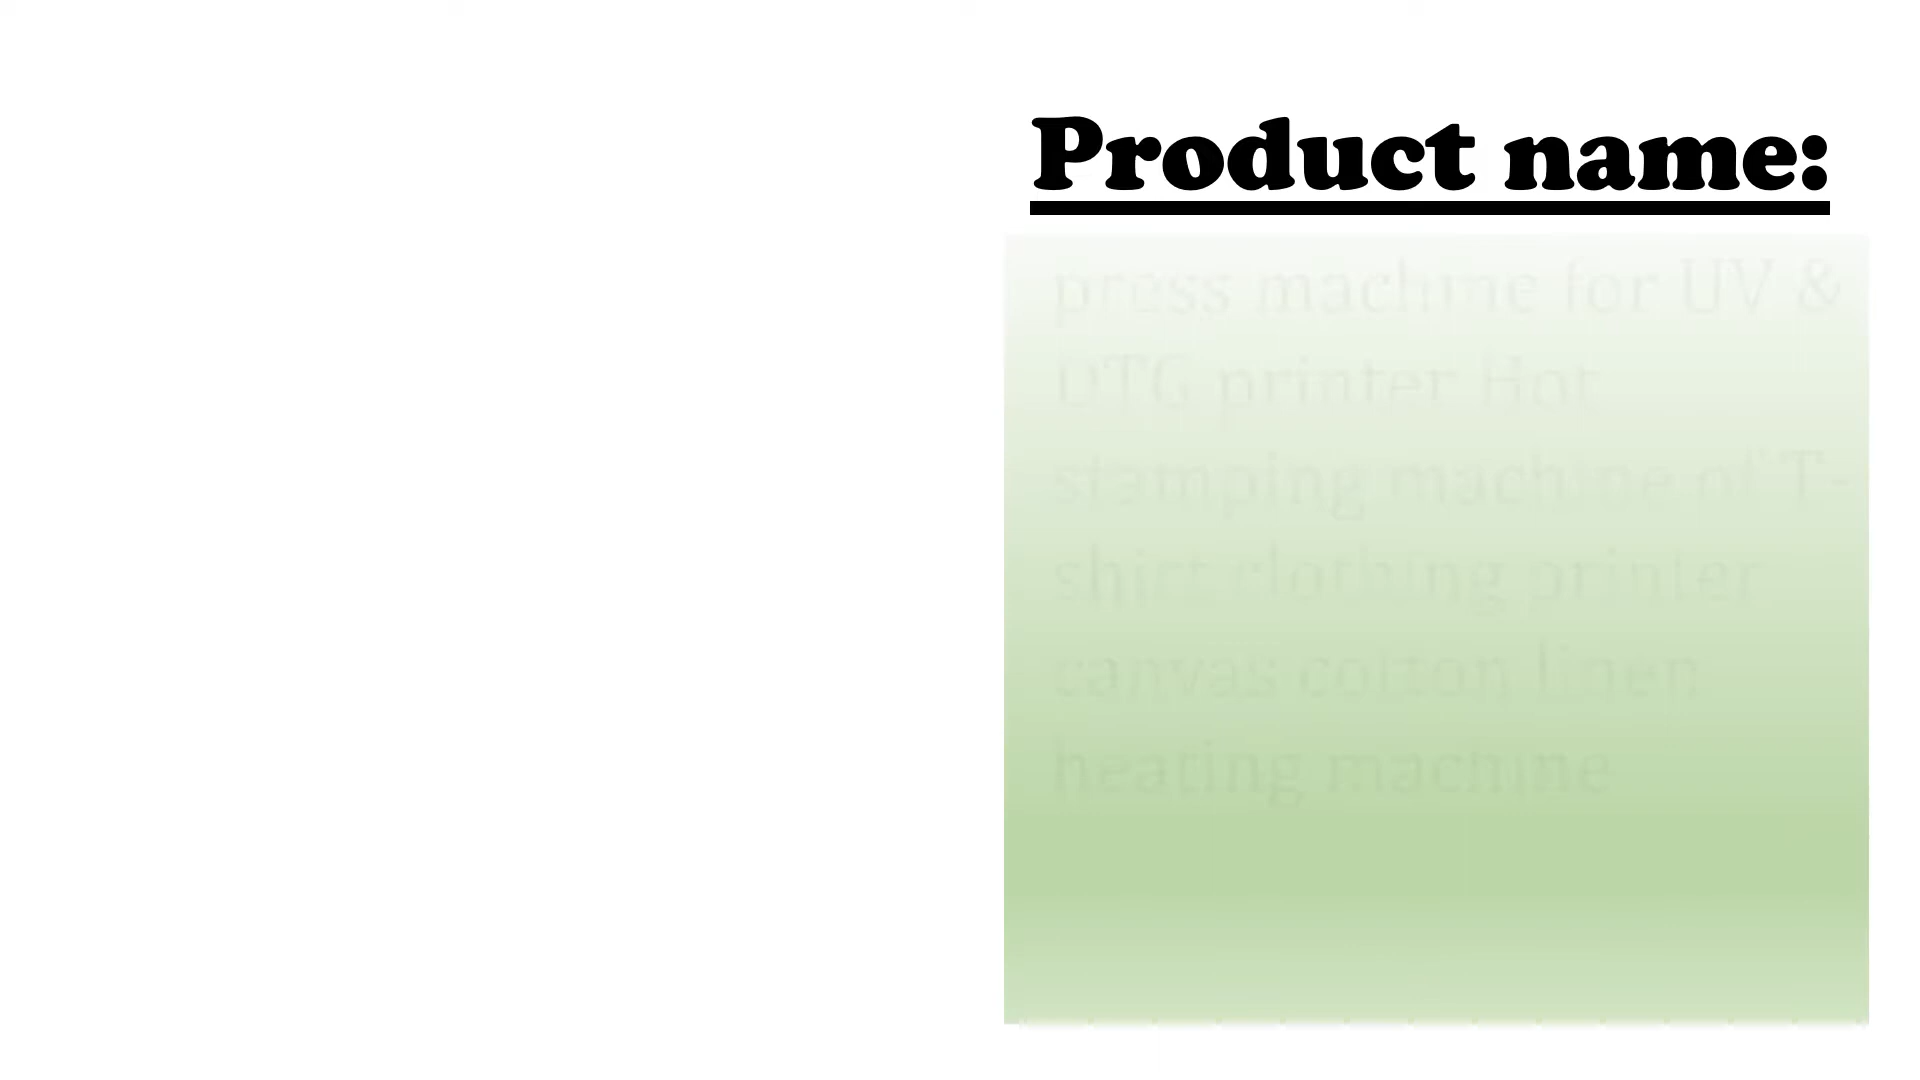 Product name:
press machine for UV &
DTG printer Hot
stamping machine of T-
shirt clothing printer
canvas cotton linen
heating machine